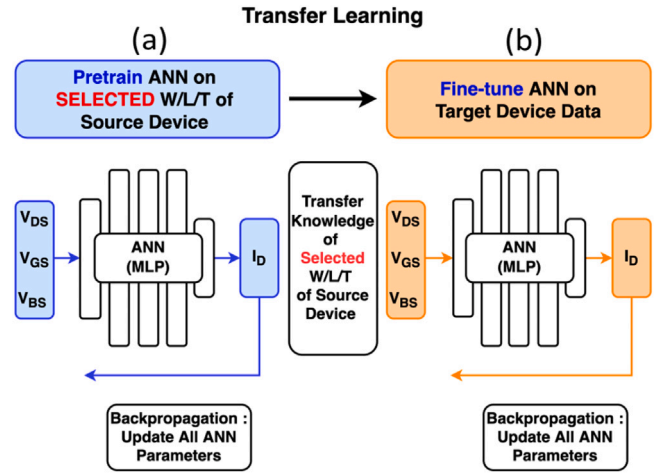 Transfer Learning
(a)
(b)
Pretrain ANN on
SELECTED W/L/T of
Source Device
Fine-tune ANN on
Target Device Data
VDS
VGS
VBS
ANN
(MLP)
ID
Transfer
Knowledge
of
Selected
W/L/T
of Source
Device
VDS
VGS
VBS
ANN
(MLP)
ID
Backpropagation :
Update All ANN
Parameters
Backpropagation :
Update All ANN
Parameters